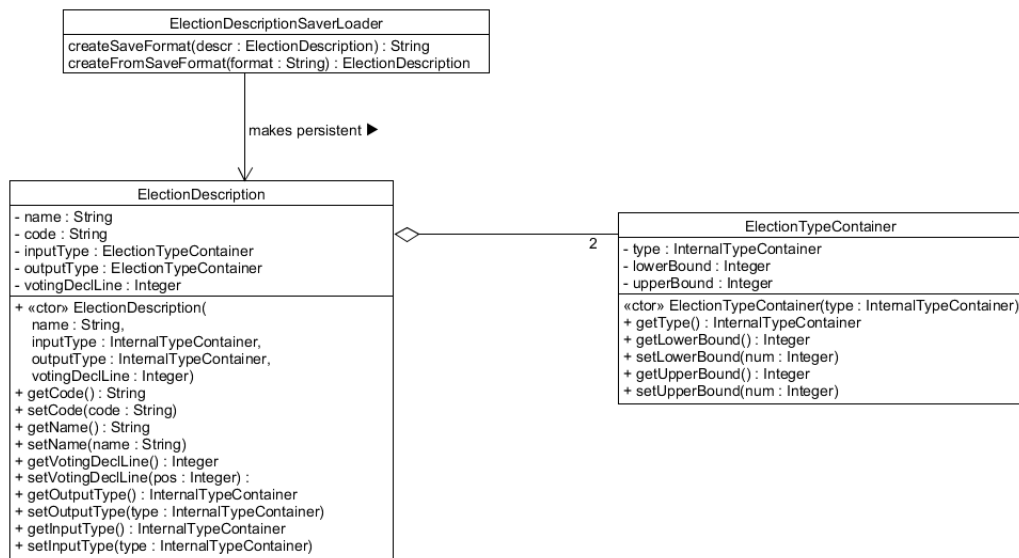 ElectionDescriptionSaverLoader
createSaveFormat(descr : ElectionDescription) : String
createFromSaveFormat(format : String) : ElectionDescription
makes persistent ▶
ElectionDescription
- name : String
- code : String
- inputType : ElectionTypeContainer
- outputType : ElectionTypeContainer
- votingDeclLine : Integer
+ «ctor» ElectionDescription(
name : String,
inputType : InternalTypeContainer,
outputType : InternalTypeContainer,
votingDeclLine : Integer)
+ getCode() : String
+ setCode(code : String)
+ getName() : String
+ setName(name : String)
+ getVotingDeclLine() : Integer
+ setVotingDeclLine(pos : Integer) :
+ getOutputType() : InternalTypeContainer
+ setOutputType(type : InternalTypeContainer)
+ getInputType() : InternalTypeContainer
+ setInputType(type : InternalTypeContainer)
2
ElectionTypeContainer
- type : InternalTypeContainer
- lowerBound : Integer
- upperBound : Integer
«ctor» ElectionTypeContainer(type : InternalTypeContainer)
+ getType() : InternalTypeContainer
+ getLowerBound() : Integer
+ setLowerBound(num : Integer)
+ getUpperBound() : Integer
+ setUpperBound(num : Integer)